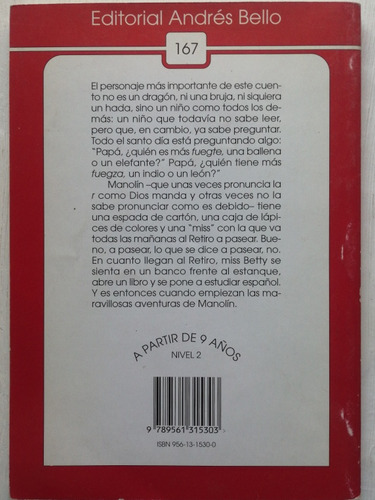 Editorial Andrés Bello
167
El personaje más importante de este cuen-
to no es un dragón, ni una bruja, ni siquiera
un hada, sino un niño como todos los de-
más: un niño que todavía no sabe leer,
pero que, en cambio, ya sabe preguntar.
Todo el santo día está preguntando algo:
"Papá, ¿quién es más fuegte, una ballena
o un elefante?" Papá, ¿quién tiene más
fuegza, un indio o un león?"
Manolín –que unas veces pronuncia la
r como Dios manda y otras veces no la
sabe pronunciar como es debido– tiene
una espada de cartón, una caja de lápi-
ces de colores y una "miss" con la que va
todas las mañanas al Retiro a pasear. Bue-
no, a pasear, lo que se dice a pasear, no.
En cuanto llegan al Retiro, miss Betty se
sienta en un banco frente al estanque,
abre un libro y se pone a estudiar español.
Y es entonces cuando empiezan las ma-
ravillosas aventuras de Manolín.
A PARTIR DE 9 AÑOS
NIVEL 2
9 789561 315303
ISBN 956-13-1530-0